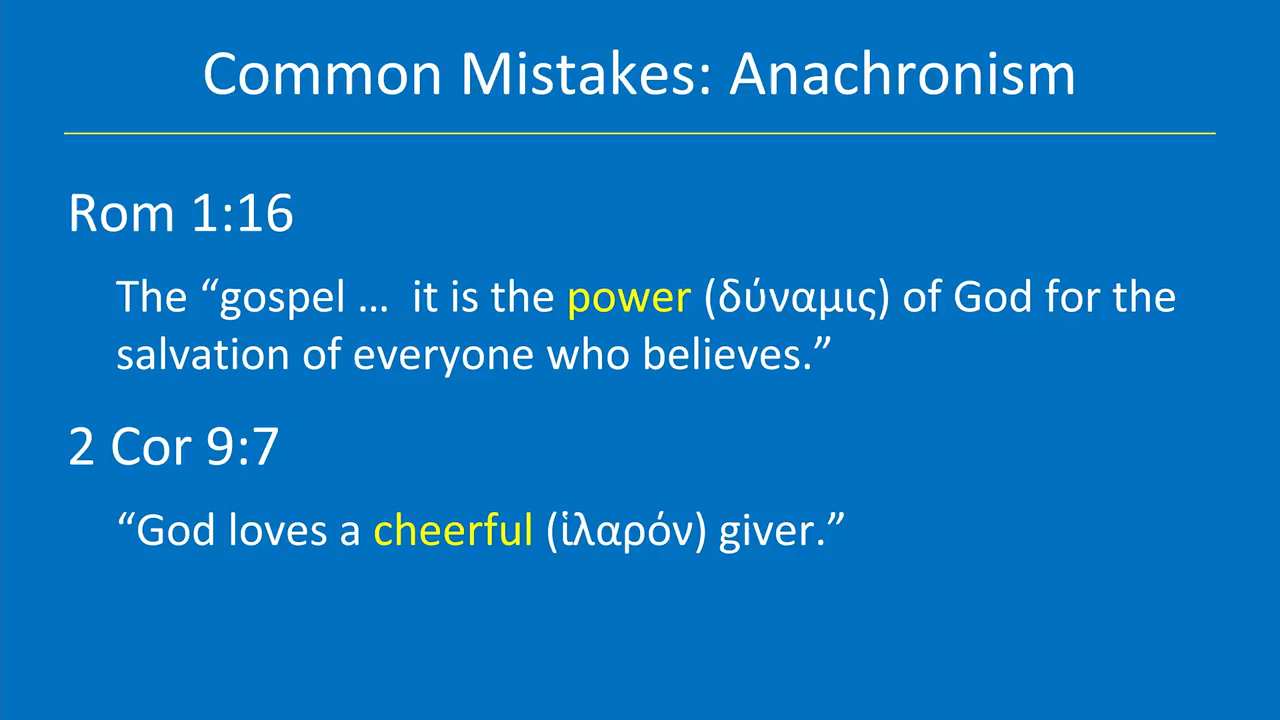 Common Mistakes: Anachronism
Rom 1:16
The “gospel … it is the power (δύναμις) of God for the
salvation of everyone who believes.”
2 Cor 9:7
“God loves a cheerful (ἱλαρόν) giver.”